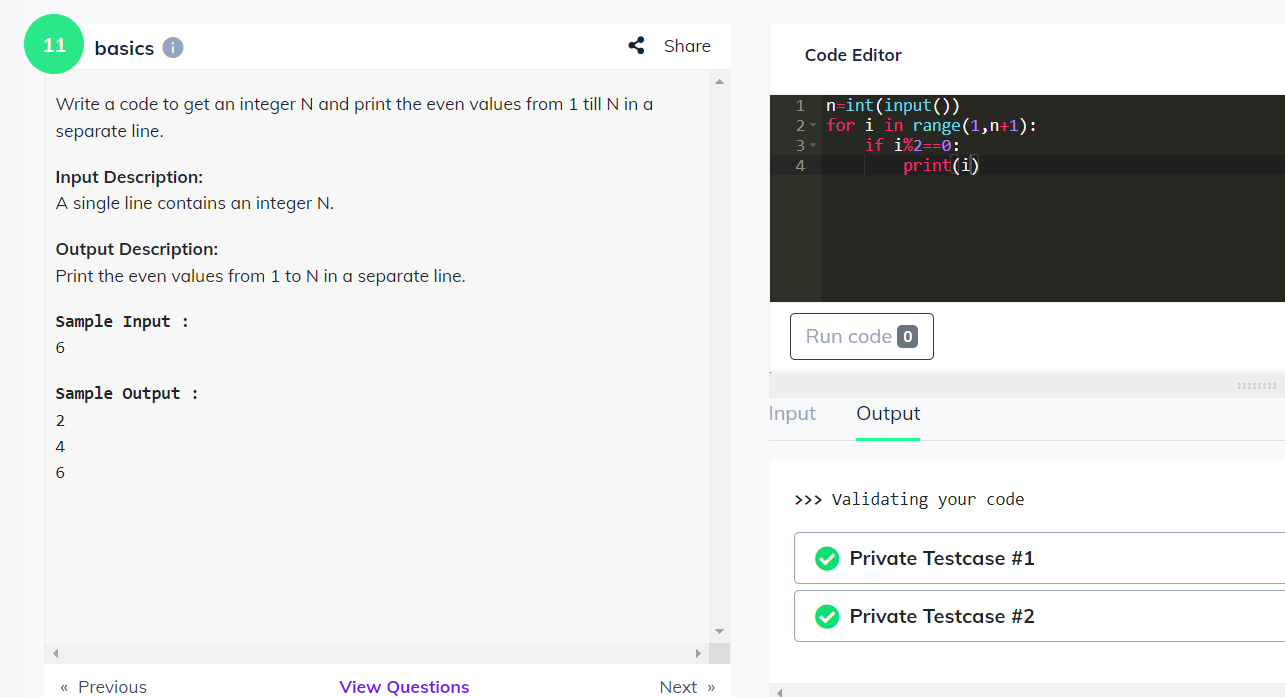 11
basics i
Share
Write a code to get an integer N and print the even values from 1 till N in a
separate line.
Input Description:
A single line contains an integer N.
Output Description:
Print the even values from 1 to N in a separate line.
Sample Input :
6
Sample Output :
2
4
6
« Previous
View Questions
Next »
Code Editor
1 n=int(input())
2 for i in range(1,n+1):
3     if i%2==0:
4         print(i)
Run code 0
Input
Output
>>> Validating your code
Private Testcase #1
Private Testcase #2